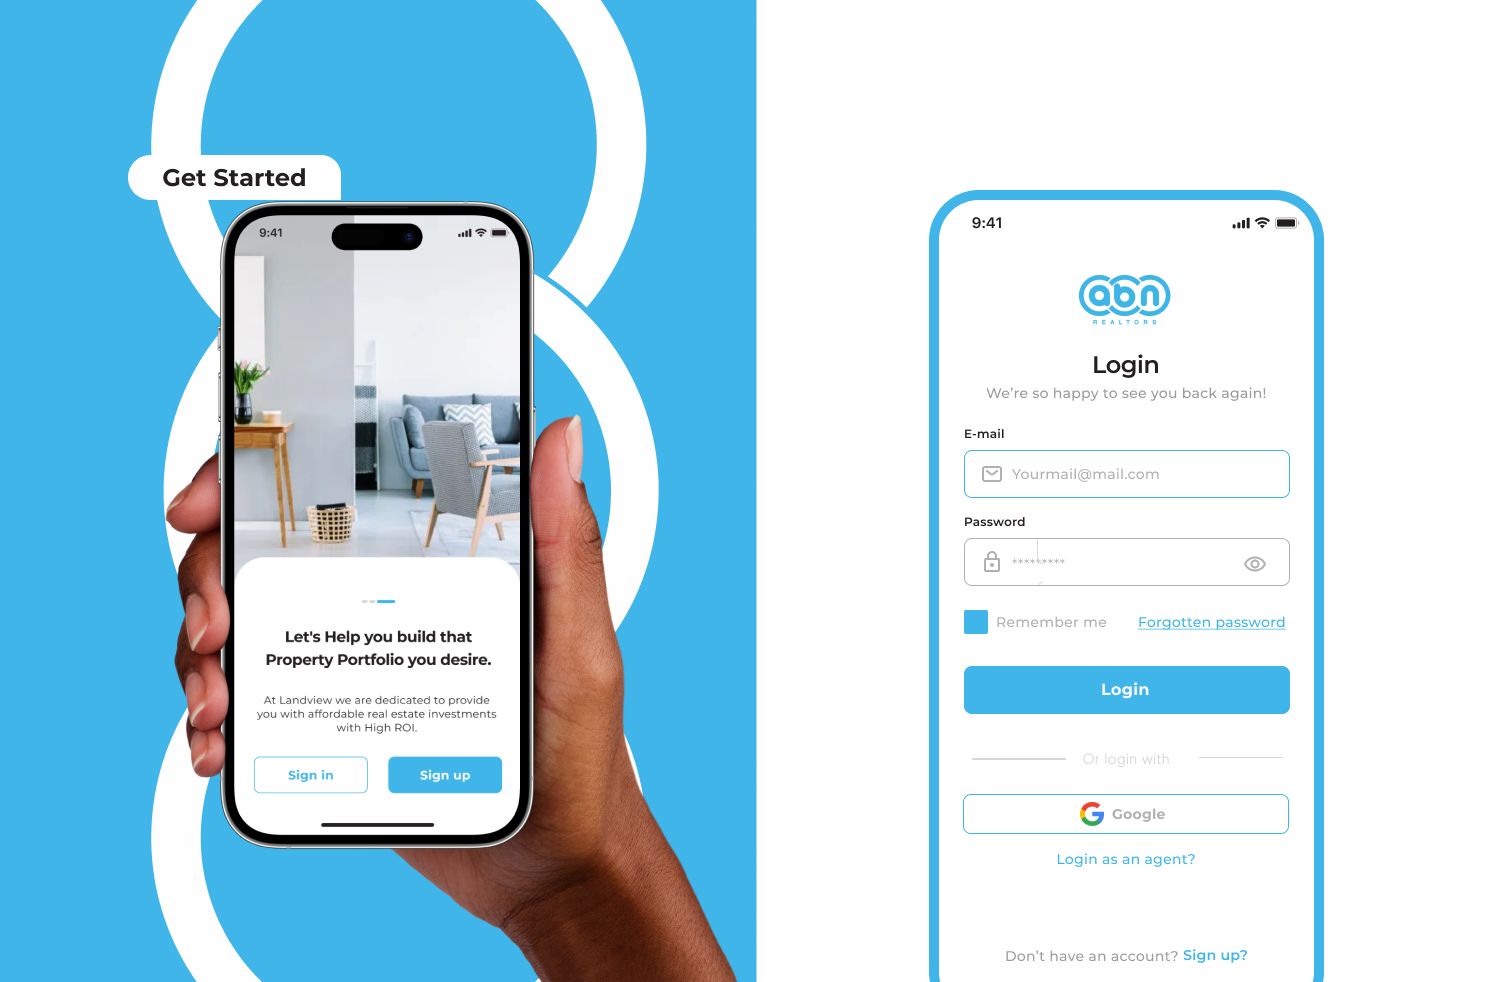 Get Started
9:41
Let's Help you build that
Property Portfolio you desire.
At Landview we are dedicated to provide
you with affordable real estate investments
with High ROI.
Sign in
Sign up
9:41
abn
REALTORS
Login
We're so happy to see you back again!
E-mail
Yourmail@mail.com
Password
*********
Remember me
Forgotten password
Login
Or login with
Google
Login as an agent?
Don't have an account? Sign up?